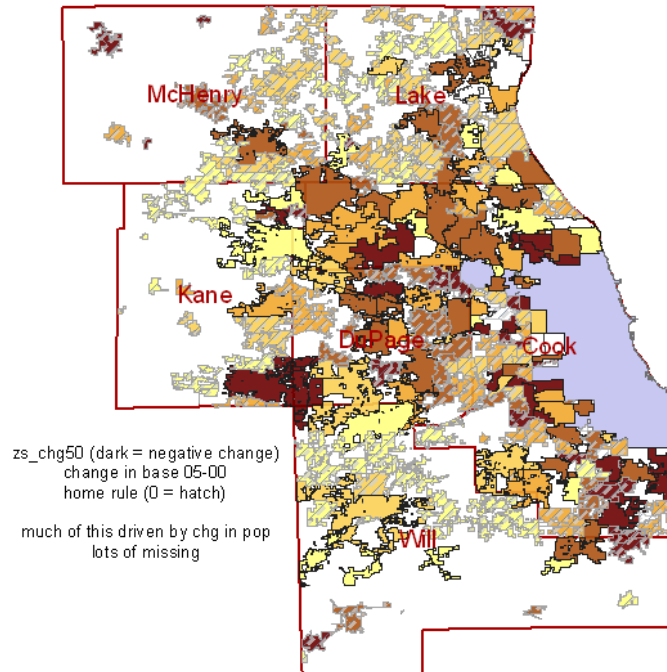 McHenry
Lake
Kane
DuPage
Cook
zs_chg50 (dark = negative change)
change in base 05-00
home rule (0 = hatch)
much of this driven by chg in pop
lots of missing
Will